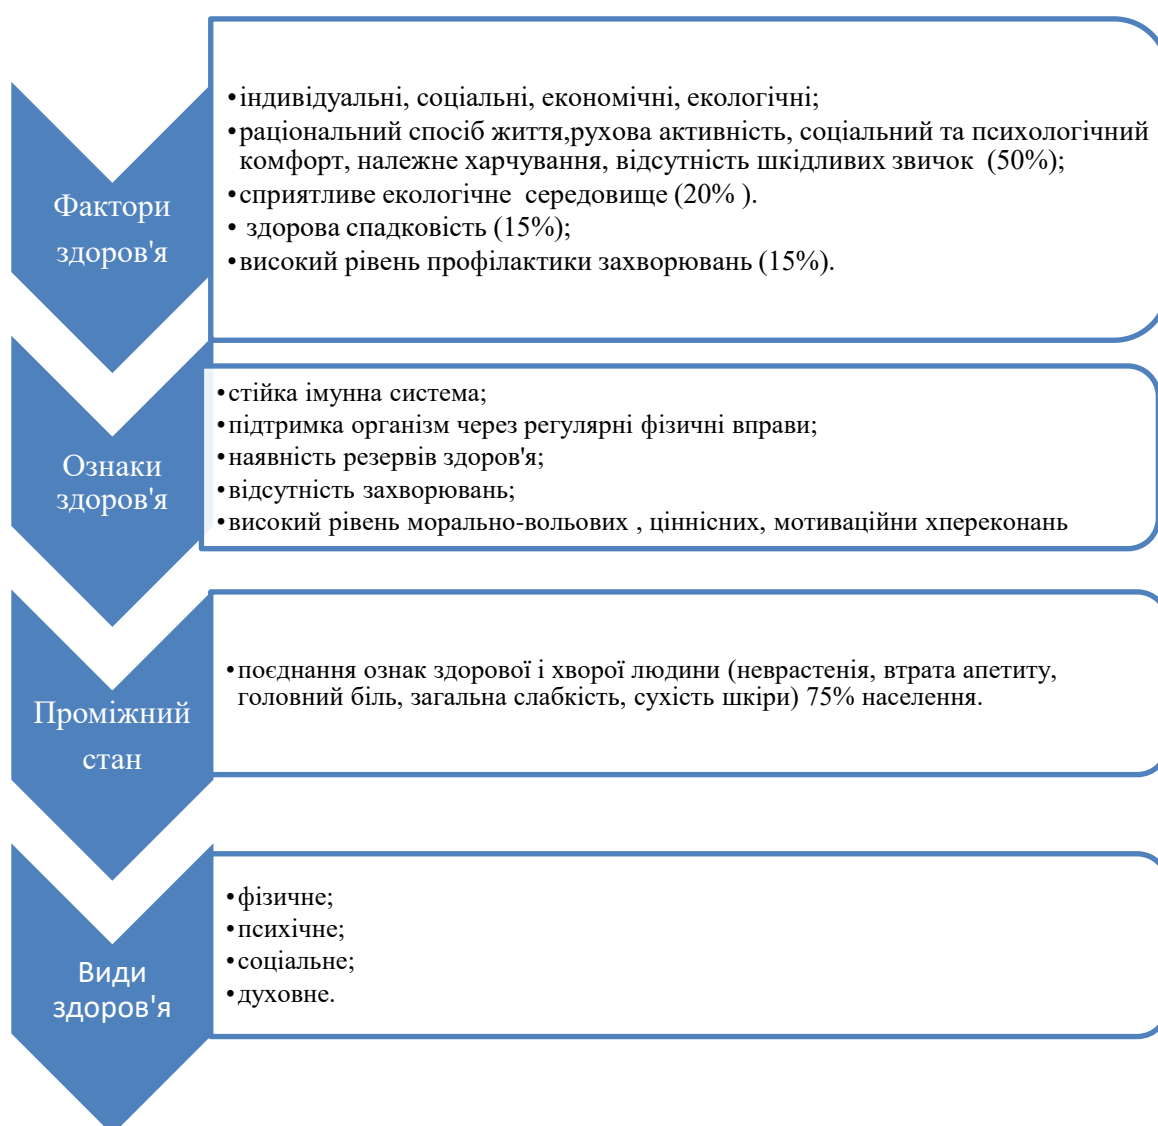 Фактори
здоров'я
•індивідуальні, соціальні, економічні, екологічні;
•раціональний спосіб життя,рухова активність, соціальний та психологічний
комфорт, належне харчування, відсутність шкідливих звичок (50%);
•сприятливе екологічне середовище (20% ).
• здорова спадковість (15%);
•високий рівень профілактики захворювань (15%).
Ознаки
здоров'я
•стійка імунна система;
•підтримка організм через регулярні фізичні вправи;
•наявність резервів здоров'я;
•відсутність захворювань;
•високий рівень морально-вольових , ціннісних, мотиваційни хпереконань
Проміжний
стан
•поєднання ознак здорової і хворої людини (неврастенія, втрата апетиту,
головний біль, загальна слабкість, сухість шкіри) 75% населення.
Види
здоров'я
•фізичне;
•психічне;
•соціальне;
•духовне.